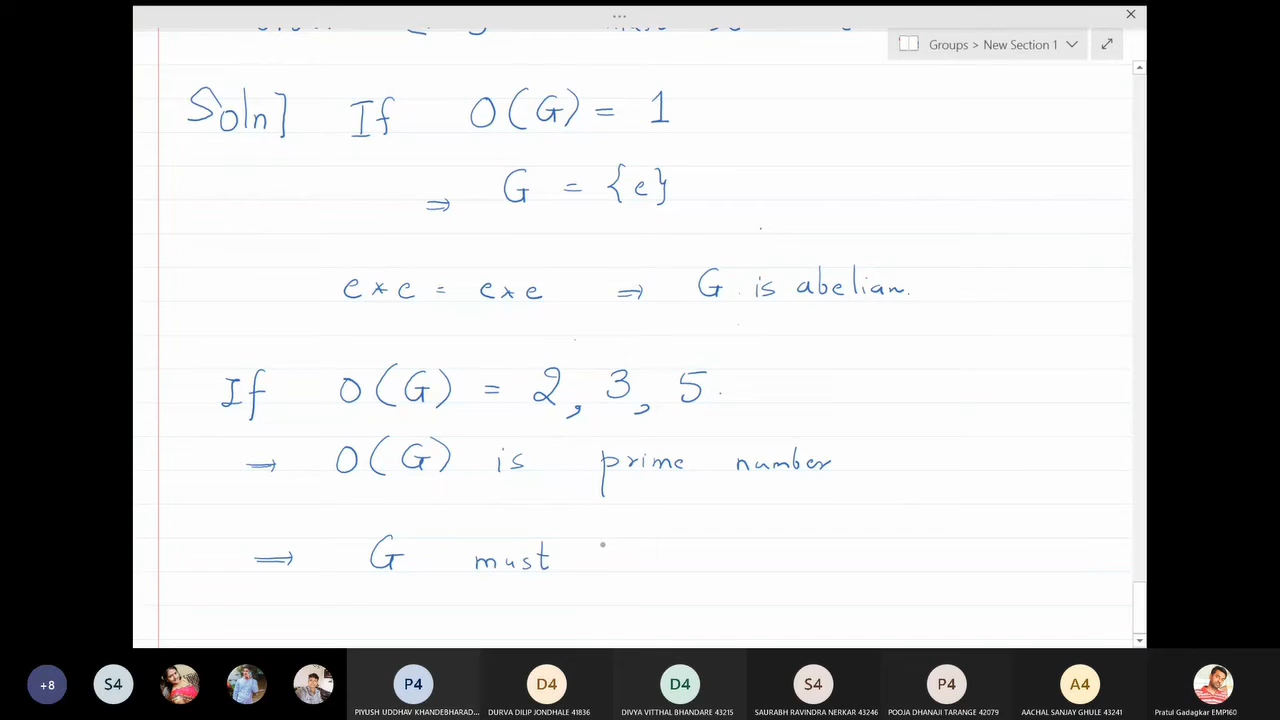 Groups > New Section 1
Soln] If O(G) = 1
⇒ G = {e}
e * e = e * e ⇒ G is abelian.
If O(G) = 2, 3, 5.
→ O(G) is prime number
⇒ G must
+8
S4
P4
PIYUSH UDDHAV KHANDEBHARAD...
D4
DURVA DILIP JONDHALE 41836
D4
DIVYA VITTHAL BHANDARE 43215
S4
SAURABH RAVINDRA NERKAR 43246
P4
POOJA DHANAJI TARANGE 42079
A4
AACHAL SANJAY GHULE 43241
Pratul Gadagkar EMP160